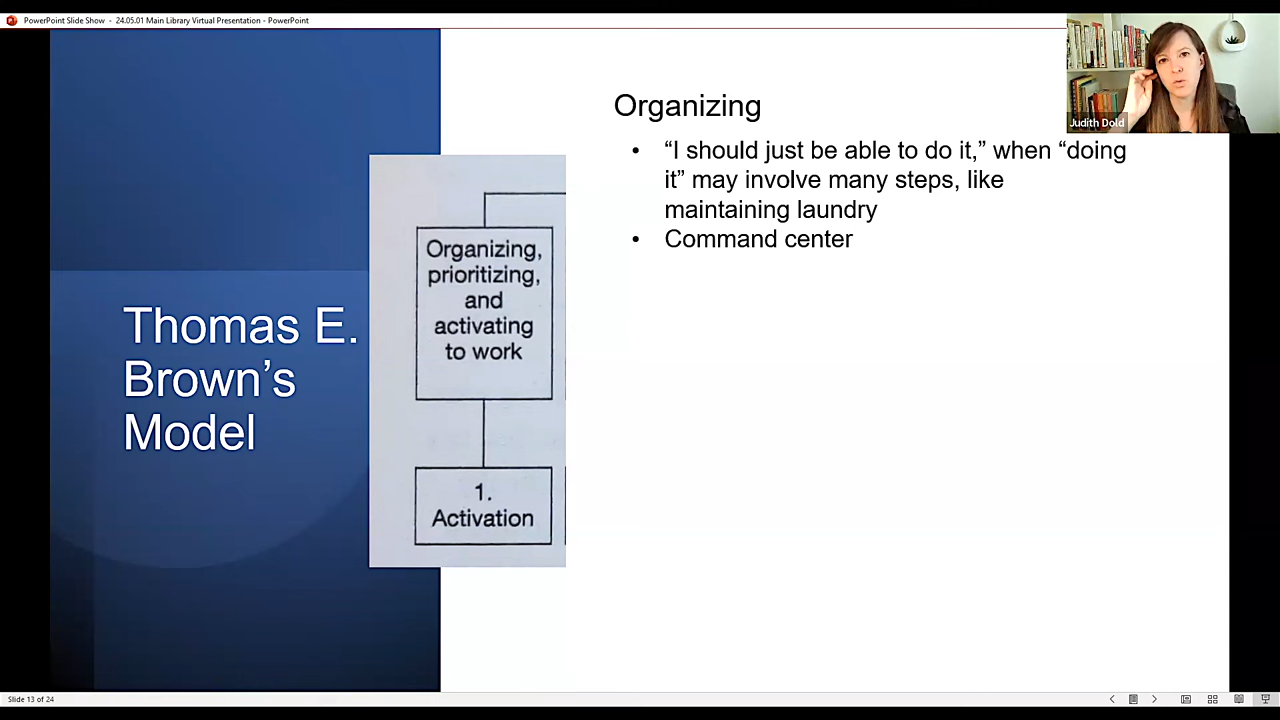 PowerPoint Slide Show - 24.05.01 Main Library Virtual Presentation - PowerPoint
Judith Dold
Organizing
• “I should just be able to do it,” when “doing
it” may involve many steps, like
maintaining laundry
• Command center
Thomas E.
Brown’s
Model
Organizing,
prioritizing,
and
activating
to work
1.
Activation
Slide 13 of 24